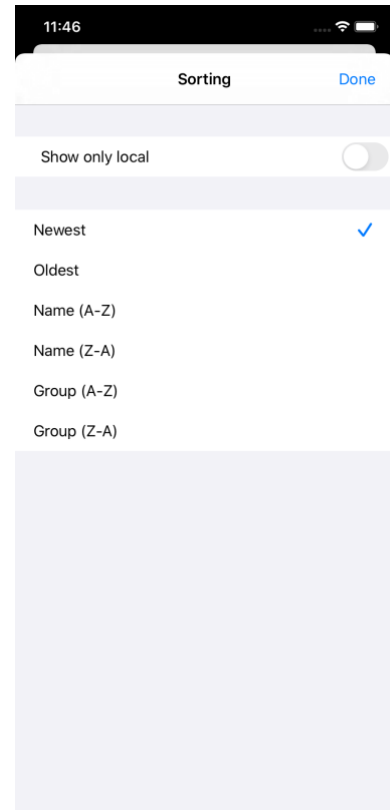 11:46
Sorting
Done
Show only local
Newest
Oldest
Name (A-Z)
Name (Z-A)
Group (A-Z)
Group (Z-A)